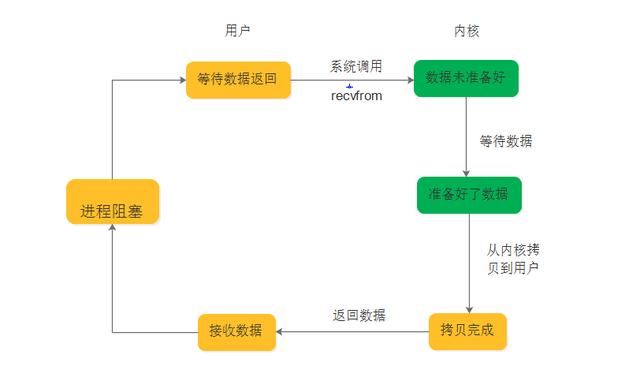 用户
内核
等待数据返回
系统调用
recvfrom
数据未准备好
等待数据
进程阻塞
准备好了数据
从内核拷
贝到用户
接收数据
返回数据
拷贝完成